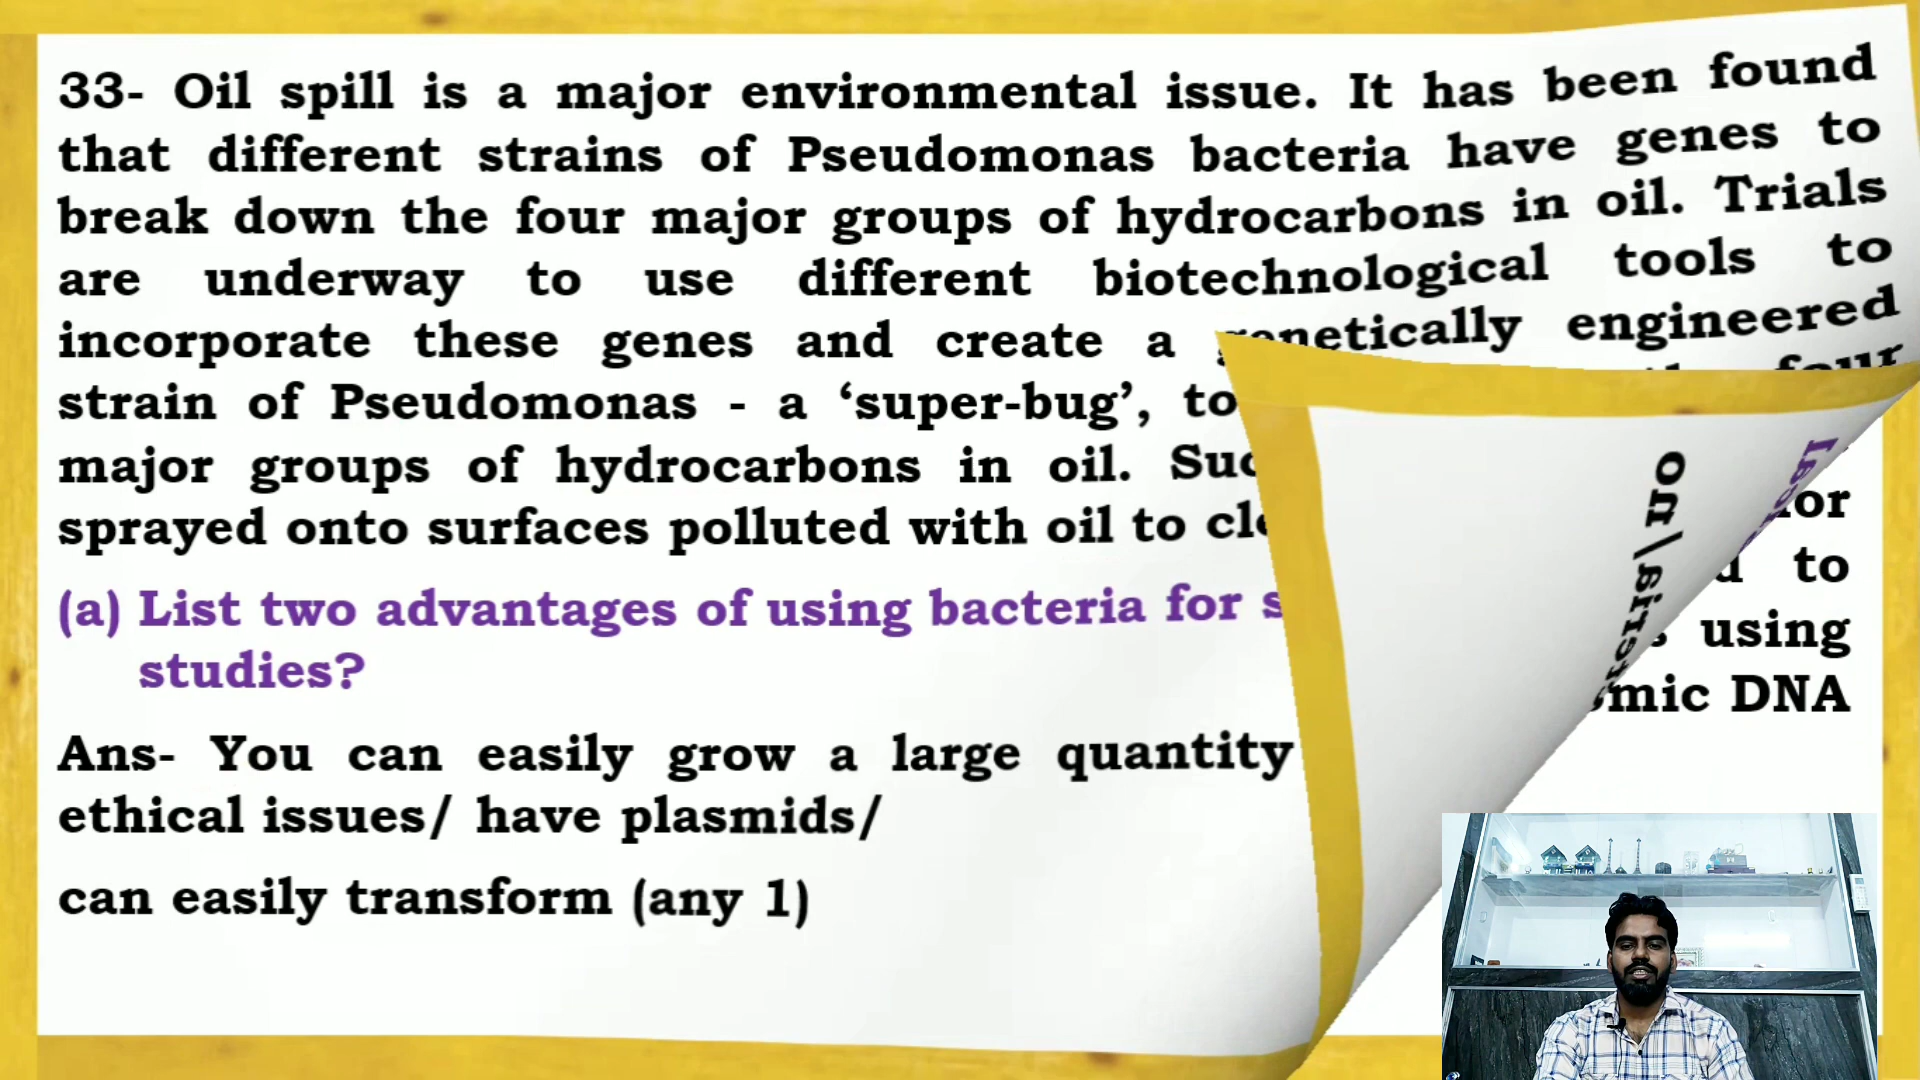 33- Oil spill is a major environmental issue. It has been found
that different strains of Pseudomonas bacteria have genes to
break down the four major groups of hydrocarbons in oil. Trials
are underway to use different biotechnological tools to
incorporate these genes and create a genetically engineered
strain of Pseudomonas - a ‘super-bug’, to four
major groups of hydrocarbons in oil.
sprayed onto surfaces polluted with oil to
(a) List two advantages of using bacteria for
studies?
Ans- You can easily grow a large quantity
ethical issues/ have plasmids/
can easily transform (any 1)
to
using
DNA